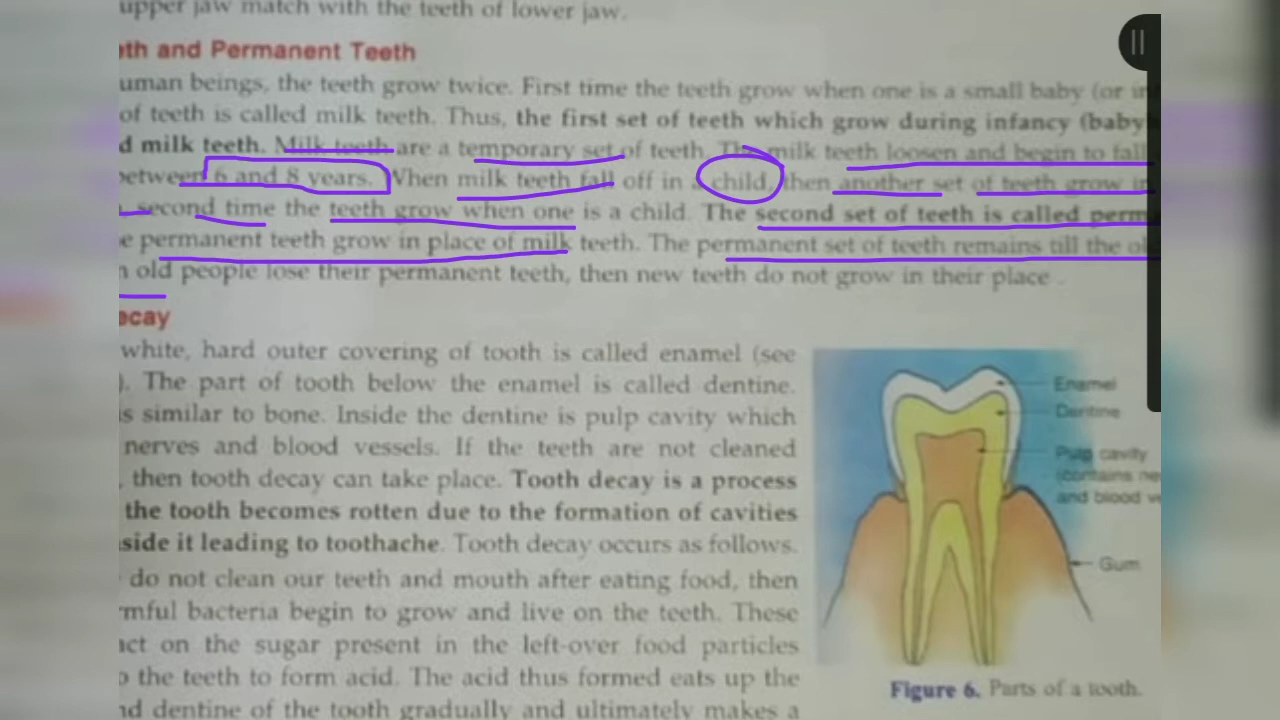 upper jaw match with the teeth of lower jaw.
eth and Permanent Teeth
uman beings, the teeth grow twice. First time the teeth grow when one is a small baby (or in
of teeth is called milk teeth. Thus, the first set of teeth which grow during infancy (baby
d milk teeth. Milk teeth are a temporary set of teeth. The milk teeth loosen and begin to fall
between 6 and 8 years. When milk teeth fall off in a child, then another set of teeth grow in
second time the teeth grow when one is a child. The second set of teeth is called perma
e permanent teeth grow in place of milk teeth. The permanent set of teeth remains till the old
n old people lose their permanent teeth, then new teeth do not grow in their place.
ecay
white, hard outer covering of tooth is called enamel (see
). The part of tooth below the enamel is called dentine.
s similar to bone. Inside the dentine is pulp cavity which
nerves and blood vessels. If the teeth are not cleaned
, then tooth decay can take place. Tooth decay is a process
the tooth becomes rotten due to the formation of cavities
side it leading to toothache. Tooth decay occurs as follows.
do not clean our teeth and mouth after eating food, then
rmful bacteria begin to grow and live on the teeth. These
act on the sugar present in the left-over food particles
o the teeth to form acid. The acid thus formed eats up the
nd dentine of the tooth gradually and ultimately makes a
Enamel
Dentine
Pulp cavity
(contains ne
and blood ve
Gum
Figure 6. Parts of a tooth.